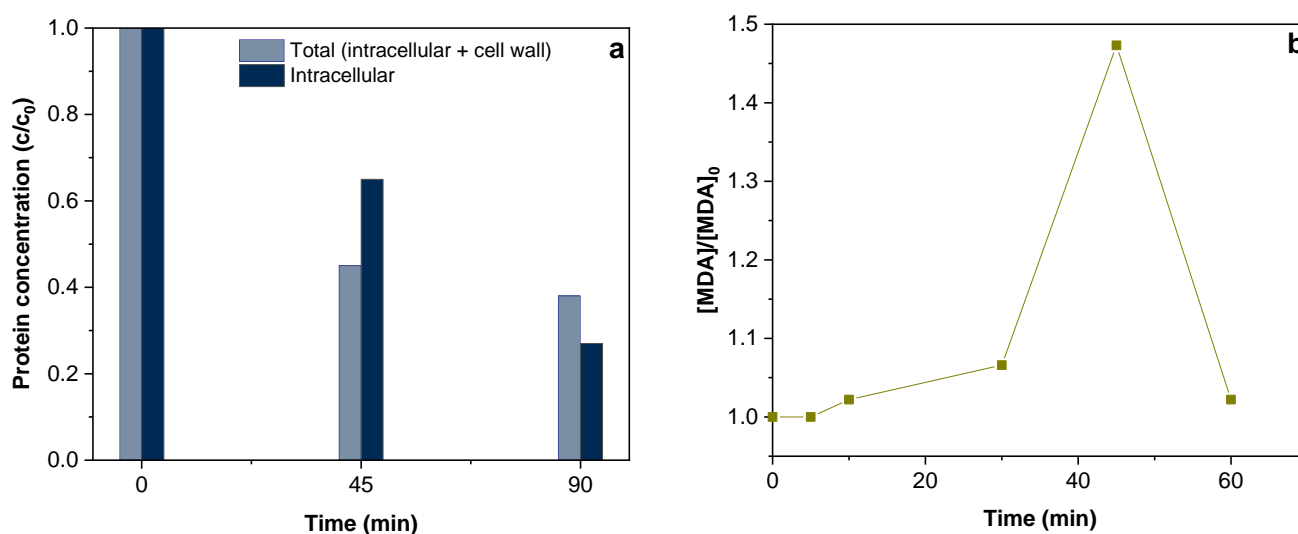 a
Total (intracellular + cell wall)
Intracellular
Protein concentration (c/c₀)
1.0
0.8
0.6
0.4
0.2
0.0
0
45
90
Time (min)
b
[MDA]/[MDA]₀
1.5
1.4
1.3
1.2
1.1
1.0
0
20
40
60
Time (min)